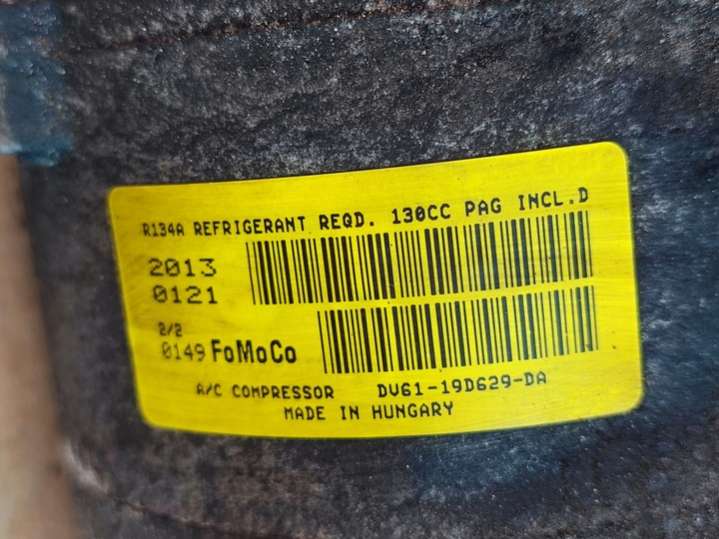 R134A REFRIGERANT REQD. 130CC PAG INCL.D
2013
0121
2/2
0149 FoMoCo
A/C COMPRESSOR DV61-19D629-DA
MADE IN HUNGARY